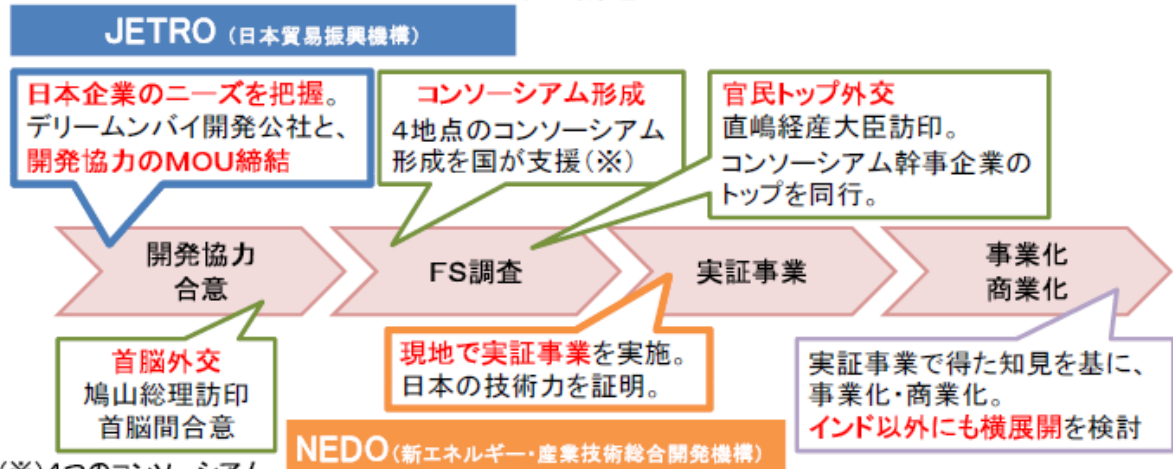 JETRO（日本貿易振興機構）
日本企業のニーズを把握。
デリームンバイ開発公社と、
開発協力のMOU締結
コンソーシアム形成
４地点のコンソーシアム
形成を国が支援(※)
官民トップ外交
直嶋経産大臣訪印。
コンソーシアム幹事企業の
トップを同行。
開発協力
合意
FS調査
実証事業
事業化
商業化
首脳外交
鳩山総理訪印
首脳間合意
現地で実証事業を実施。
日本の技術力を証明。
実証事業で得た知見を基に、
事業化・商業化。
インド以外にも横展開を検討
NEDO（新エネルギー・産業技術総合開発機構）
(※)4つのコンソーシアム